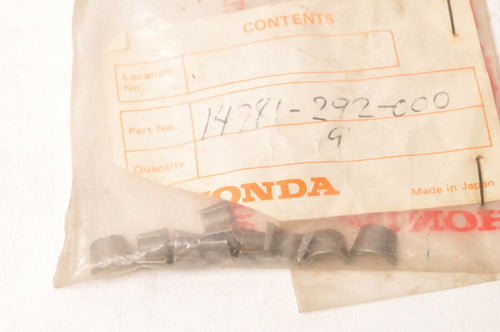 CONTENTS
Location
No.
Part No. 14781-292-000
9
Quantity
HONDA Made in Japan